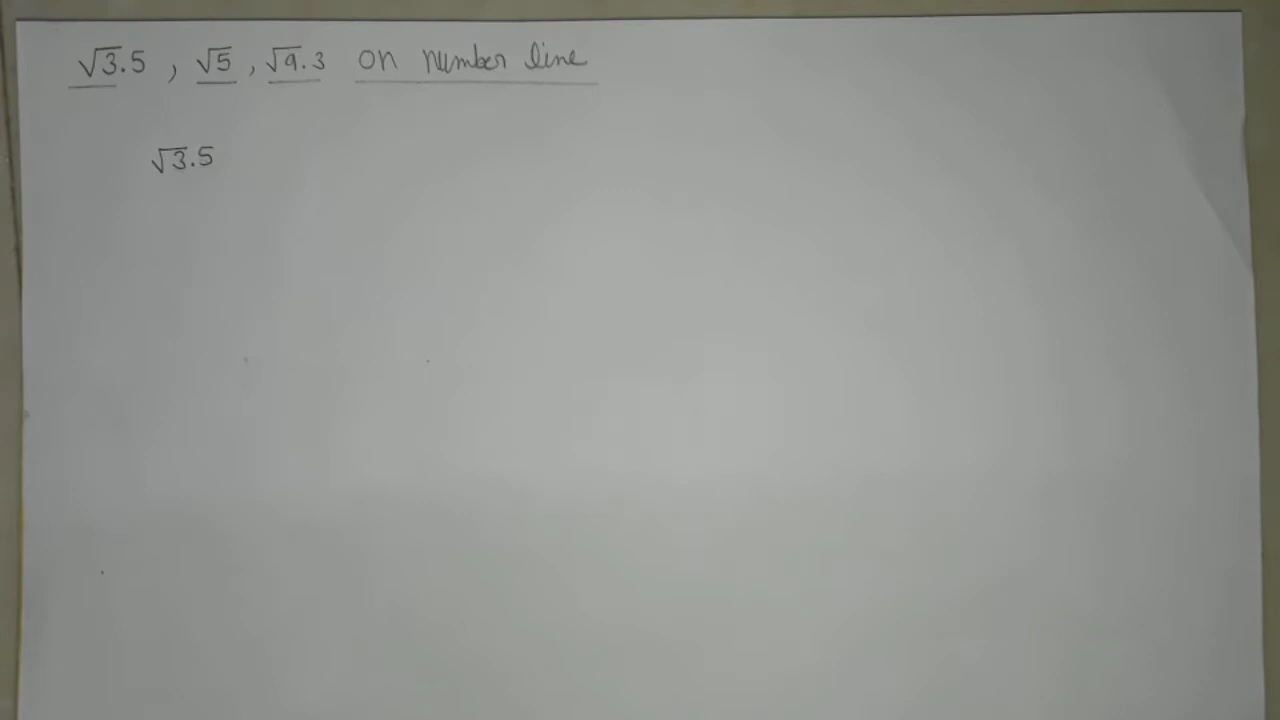 √3.5 , √5 , √9.3 on number line
√3.5